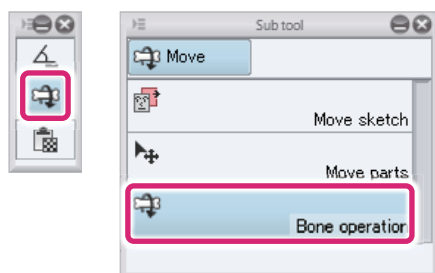 Sub tool
Move
Move sketch
Move parts
Bone operation